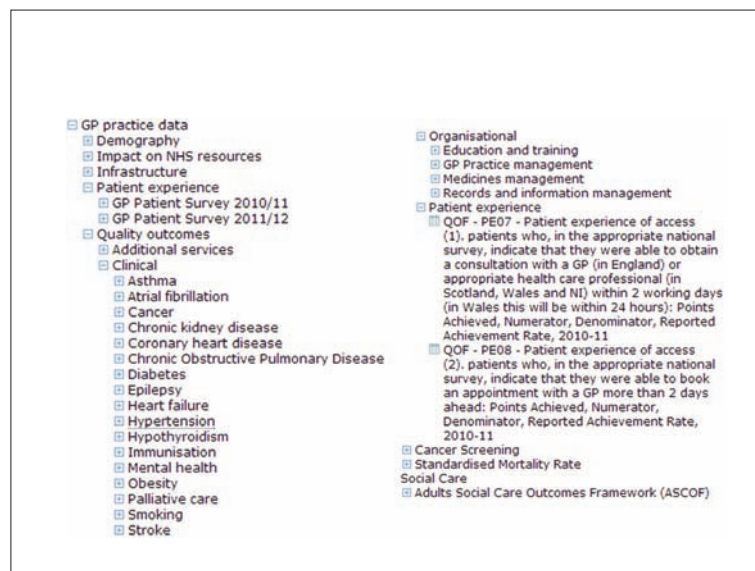 GP practice data
Demography
Impact on NHS resources
Infrastructure
Patient experience
GP Patient Survey 2010/11
GP Patient Survey 2011/12
Quality outcomes
Additional services
Clinical
Asthma
Atrial fibrillation
Cancer
Chronic kidney disease
Coronary heart disease
Chronic Obstructive Pulmonary Disease
Diabetes
Epilepsy
Heart failure
Hypertension
Hypothyroidism
Immunisation
Mental health
Obesity
Palliative care
Smoking
Stroke
Organisational
Education and training
GP Practice management
Medicines management
Records and information management
Patient experience
QOF - PE07 - Patient experience of access
(1). patients who, in the appropriate national
survey, indicate that they were able to obtain
a consultation with a GP (in England) or
appropriate health care professional (in
Scotland, Wales and NI) within 2 working days
(in Wales this will be within 24 hours): Points
Achieved, Numerator, Denominator, Reported
Achievement Rate, 2010-11
QOF - PE08 - Patient experience of access
(2). patients who, in the appropriate national
survey, indicate that they were able to book
an appointment with a GP more than 2 days
ahead: Points Achieved, Numerator,
Denominator, Reported Achievement Rate,
2010-11
Cancer Screening
Standardised Mortality Rate
Social Care
Adults Social Care Outcomes Framework (ASCOF)